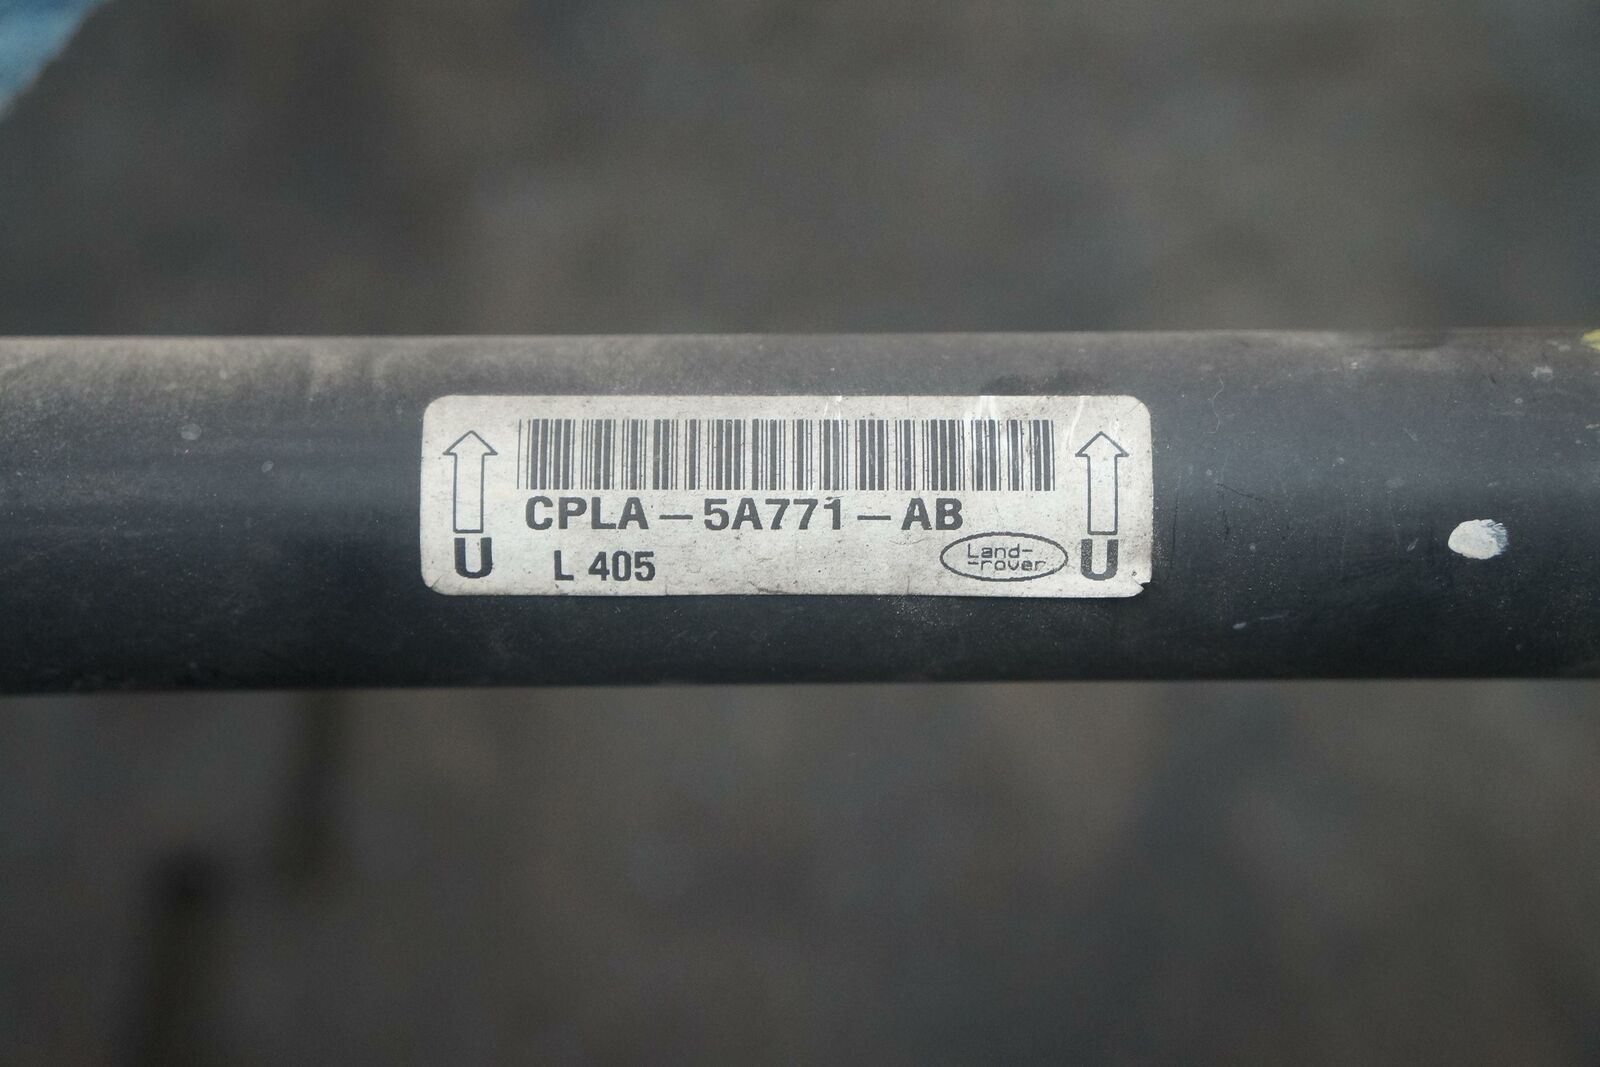 CPLA-5A771-AB
U L 405 Land-
-rover U